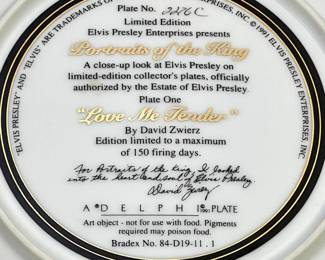 Plate No. 2226C
Limited Edition
Elvis Presley Enterprises presents
Portraits of the King
A close-up look at Elvis Presley on
limited-edition collector's plates, officially
authorized by the Estate of Elvis Presley.
Plate One
"Love Me Tender"
By David Zwierz
Edition limited to a maximum
of 150 firing days.
For Portraits of the King, I looked
into the heart and soul of Elvis Presley.
David Zwierz
A DELPHI PLATE
©1991
Art object - not for use with food. Pigments
required may poison food.
Bradex No. 84-D19-11.1
"ELVIS PRESLEY" AND "ELVIS" ARE TRADEMARKS OF
©1991 ELVIS PRESLEY ENTERPRISES, INC